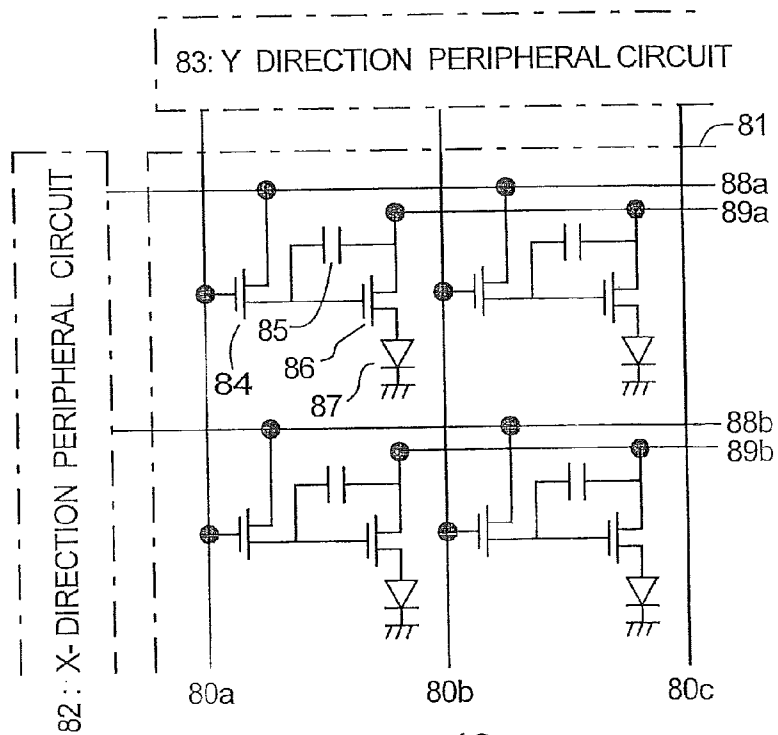 83: Y DIRECTION PERIPHERAL CIRCUIT
81
82: X-DIRECTION PERIPHERAL CIRCUIT
88a
89a
84
85
86
87
88b
89b
80a
80b
80c